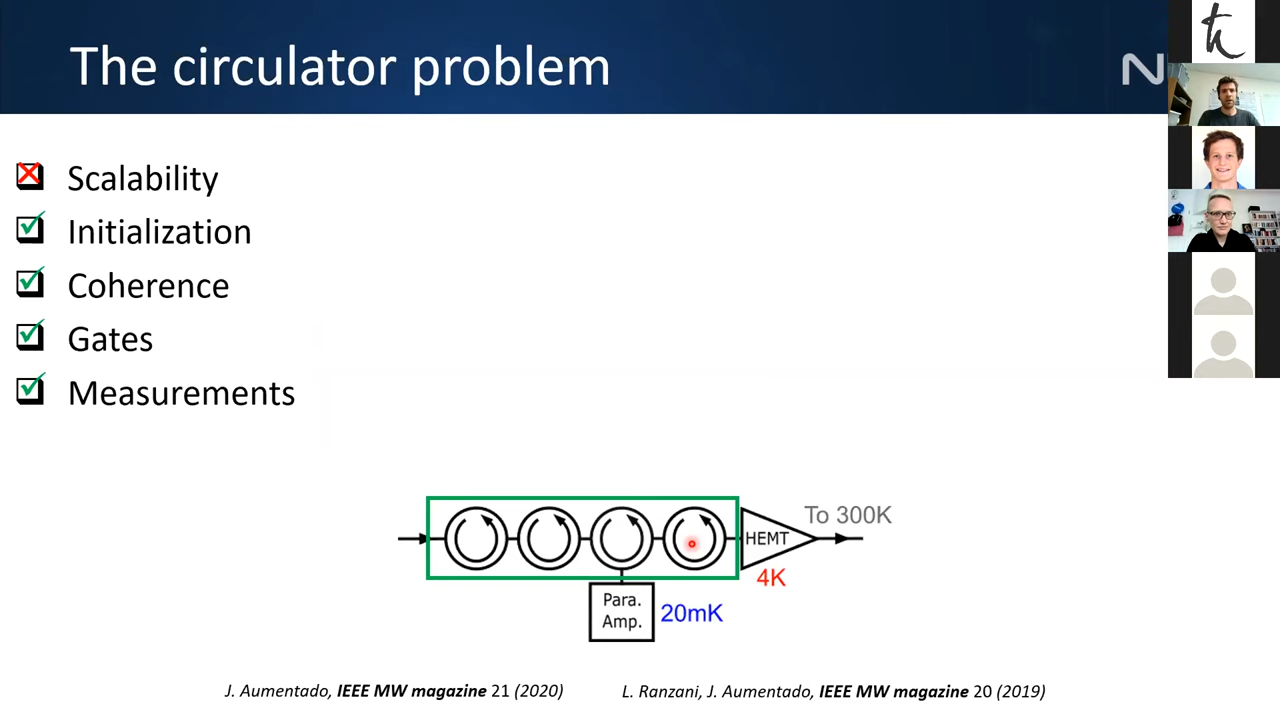 The circulator problem
N
Scalability
Initialization
Coherence
Gates
Measurements
To 300K
HEMT
4K
Para.
Amp.
20mK
J. Aumentado, IEEE MW magazine 21 (2020)
L. Ranzani, J. Aumentado, IEEE MW magazine 20 (2019)